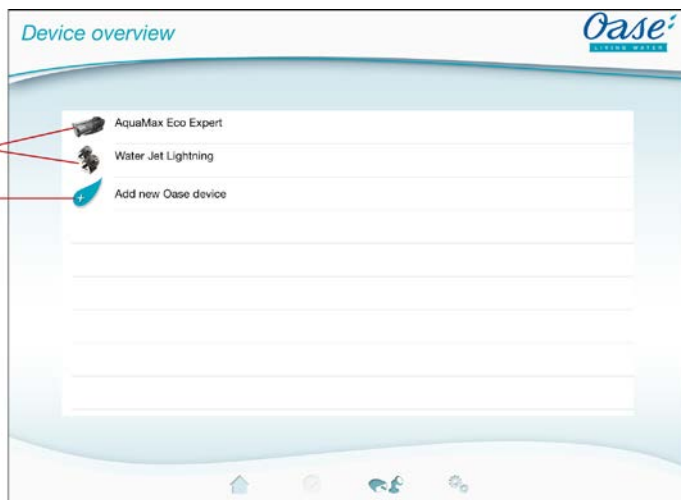 Device overview
Oase
LIVING WATER
AquaMax Eco Expert
Water Jet Lightning
Add new Oase device